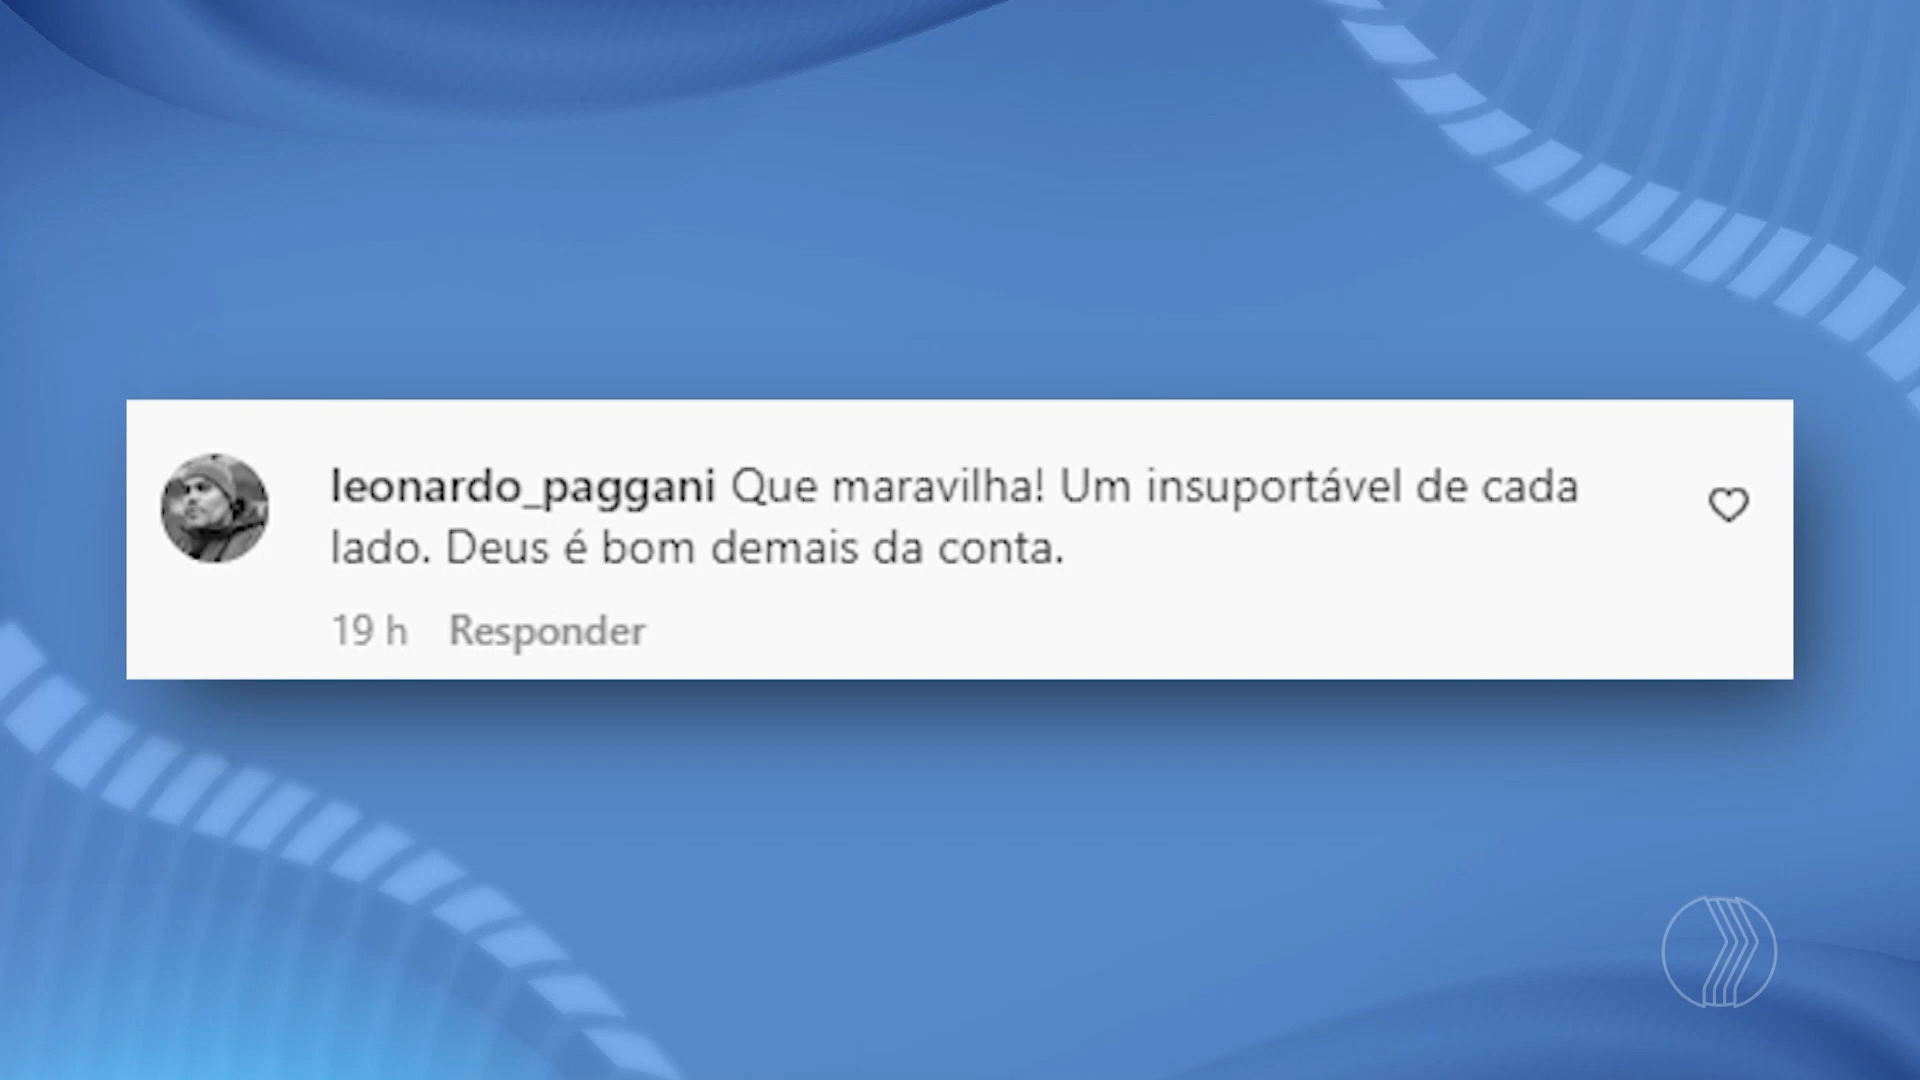 leonardo_paggani Que maravilha! Um insuportável de cada
lado. Deus é bom demais da conta.
19 h Responder